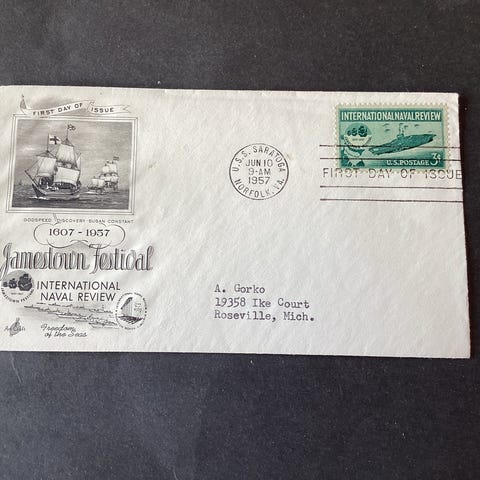 FIRST DAY OF ISSUE
GODSPEED · DISCOVERY · SUSAN CONSTANT
1607 - 1957
Jamestown Festival
INTERNATIONAL
NAVAL REVIEW
Freedom
of the Seas
U.S.S. SARATOGA
JUN 10
9-AM
1957
NORFOLK, VA.
INTERNATIONAL NAVAL REVIEW
U.S. POSTAGE 3¢
FIRST DAY OF ISSUE
A. Gorko
19358 Ike Court
Roseville, Mich.